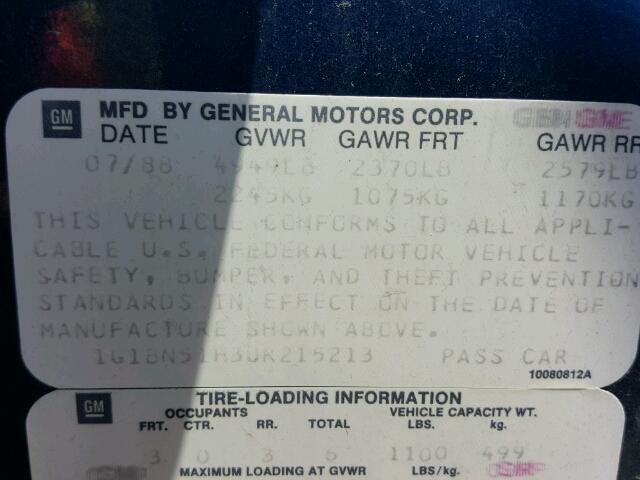 GM MFD BY GENERAL MOTORS CORP.
DATE GVWR GAWR FRT GAWR RR
07/88 4949LB 2370LB 2579LB
2245KG 1075KG 1170KG
THIS VEHICLE CONFORMS TO ALL APPLI-
CABLE U.S. FEDERAL MOTOR VEHICLE
SAFETY, BUMPER, AND THEFT PREVENTION
STANDARDS IN EFFECT ON THE DATE OF
MANUFACTURE SHOWN ABOVE.
1G1BN51H3JR215213 PASS CAR
10080812A
GM TIRE-LOADING INFORMATION
OCCUPANTS VEHICLE CAPACITY WT.
FRT. CTR. RR. TOTAL LBS. kg.
3 0 3 6 1100 499
MAXIMUM LOADING AT GVWR LBS/kg.